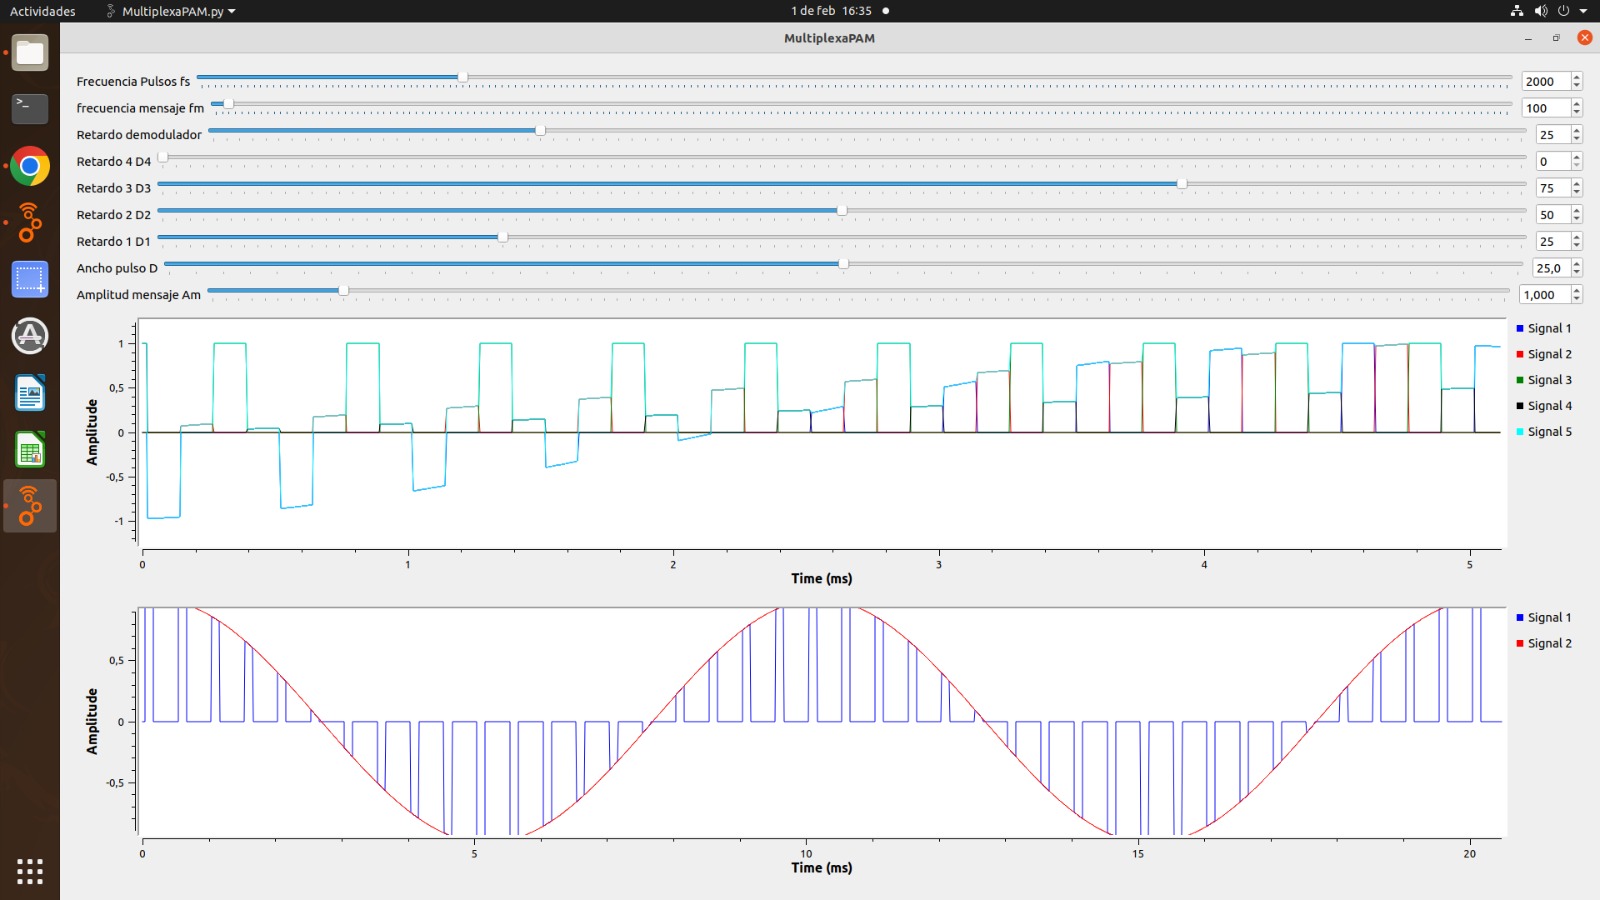 Actividades MultiplexaPAM.py 1 de feb 16:35
MultiplexaPAM
Frecuencia Pulsos fs 2000
frecuencia mensaje fm 100
Retardo demodulador 25
Retardo 4 D4 0
Retardo 3 D3 75
Retardo 2 D2 50
Retardo 1 D1 25
Ancho pulso D 25,0
Amplitud mensaje Am 1,000
Amplitude
1
0,5
0
-0,5
-1
0 1 2 3 4 5
Time (ms)
Signal 1
Signal 2
Signal 3
Signal 4
Signal 5
Amplitude
0,5
0
-0,5
0 5 10 15 20
Time (ms)
Signal 1
Signal 2